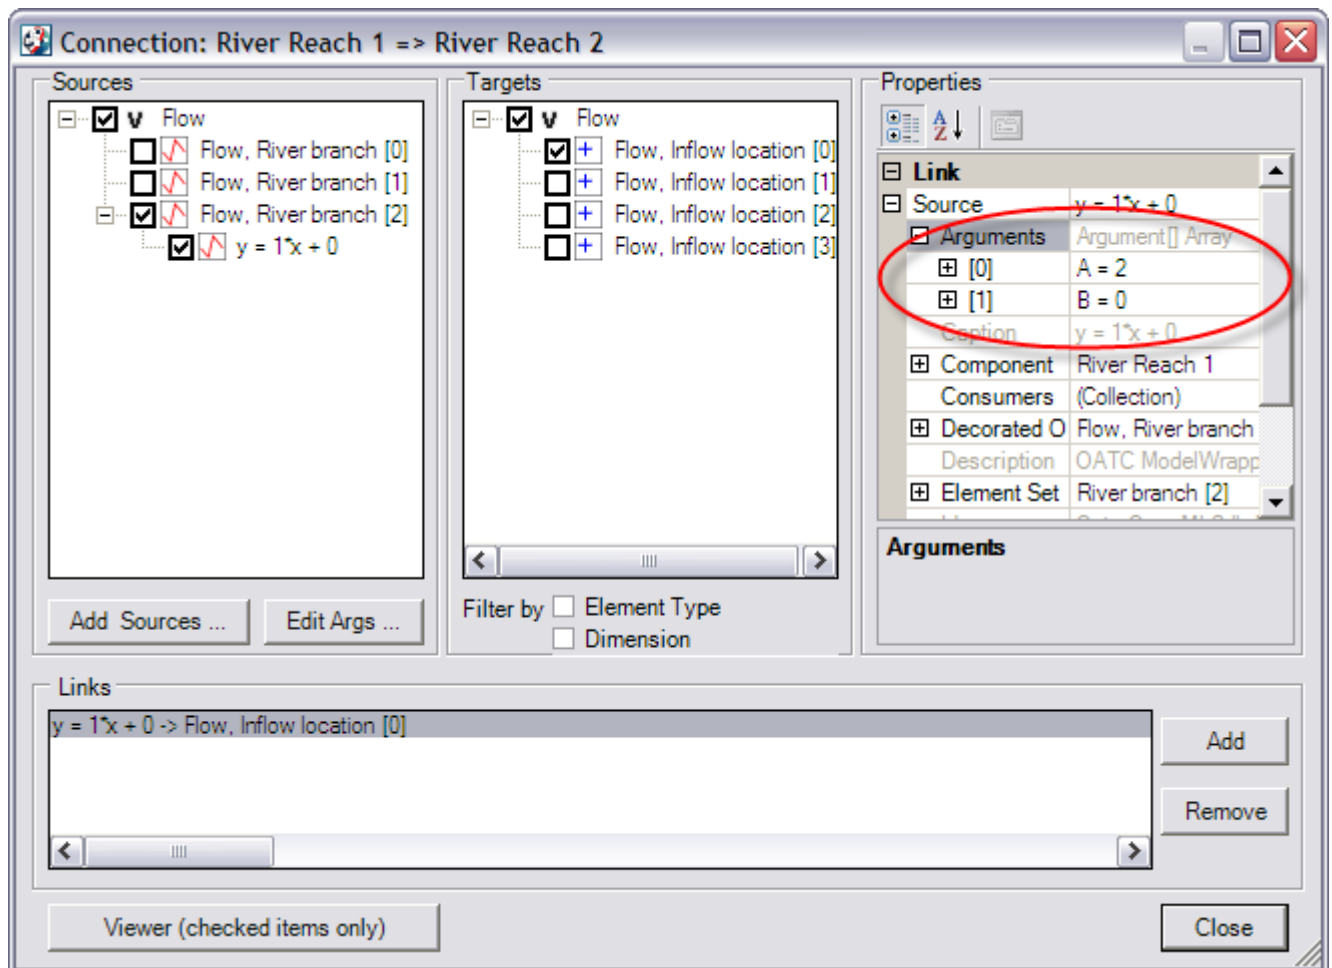 Connection: River Reach 1 => River Reach 2
Sources
Flow
Flow, River branch [0]
Flow, River branch [1]
Flow, River branch [2]
y = 1*x + 0
Add Sources ...
Edit Args ...
Targets
Flow
Flow, Inflow location [0]
Flow, Inflow location [1]
Flow, Inflow location [2]
Flow, Inflow location [3]
Filter by
Element Type
Dimension
Properties
Link
Source y = 1*x + 0
Arguments Argument[] Array
[0] A = 2
[1] B = 0
Caption y = 1*x + 0
Component River Reach 1
Consumers (Collection)
Decorated O Flow, River branch
Description OATC ModelWrapp
Element Set River branch [2]
Arguments
Links
y = 1*x + 0 -> Flow, Inflow location [0]
Add
Remove
Viewer (checked items only)
Close